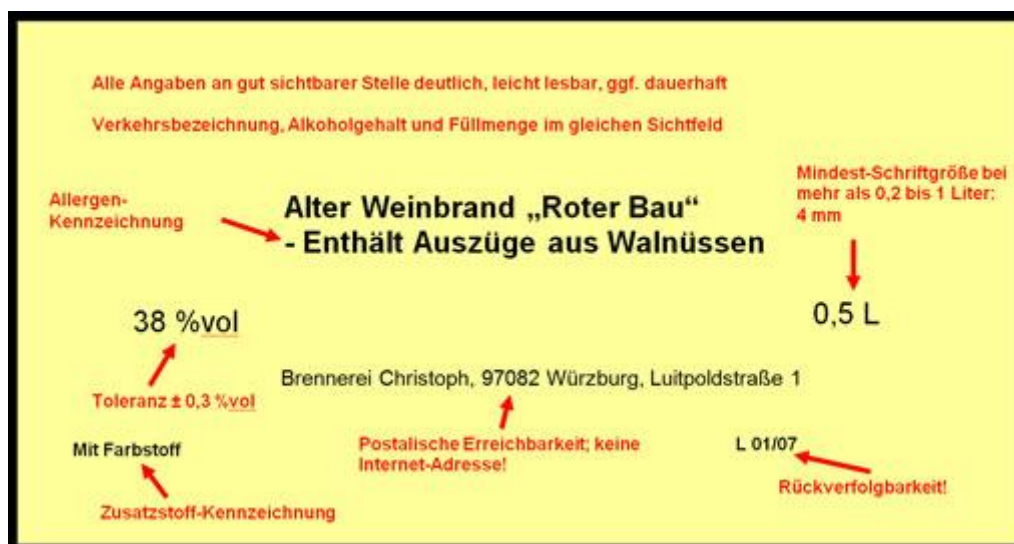 Alle Angaben an gut sichtbarer Stelle deutlich, leicht lesbar, ggf. dauerhaft
Verkehrsbezeichnung, Alkoholgehalt und Füllmenge im gleichen Sichtfeld
Mindest-Schriftgröße bei
mehr als 0,2 bis 1 Liter:
4 mm
Allergen-
Kennzeichnung
Alter Weinbrand „Roter Bau“
- Enthält Auszüge aus Walnüssen
38 %vol
0,5 L
Brennerei Christoph, 97082 Würzburg, Luitpoldstraße 1
Toleranz ± 0,3 %vol
Mit Farbstoff
Postalische Erreichbarkeit; keine
Internet-Adresse!
L 01/07
Rückverfolgbarkeit!
Zusatzstoff-Kennzeichnung